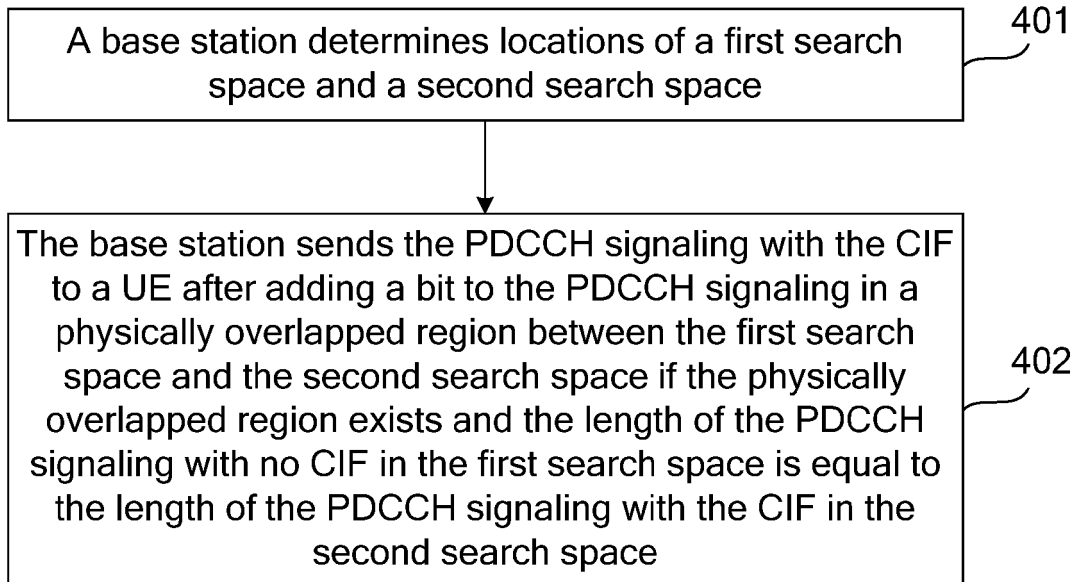 A base station determines locations of a first search
space and a second search space
401
The base station sends the PDCCH signaling with the CIF
to a UE after adding a bit to the PDCCH signaling in a
physically overlapped region between the first search
space and the second search space if the physically
overlapped region exists and the length of the PDCCH
signaling with no CIF in the first search space is equal to
the length of the PDCCH signaling with the CIF in the
second search space
402